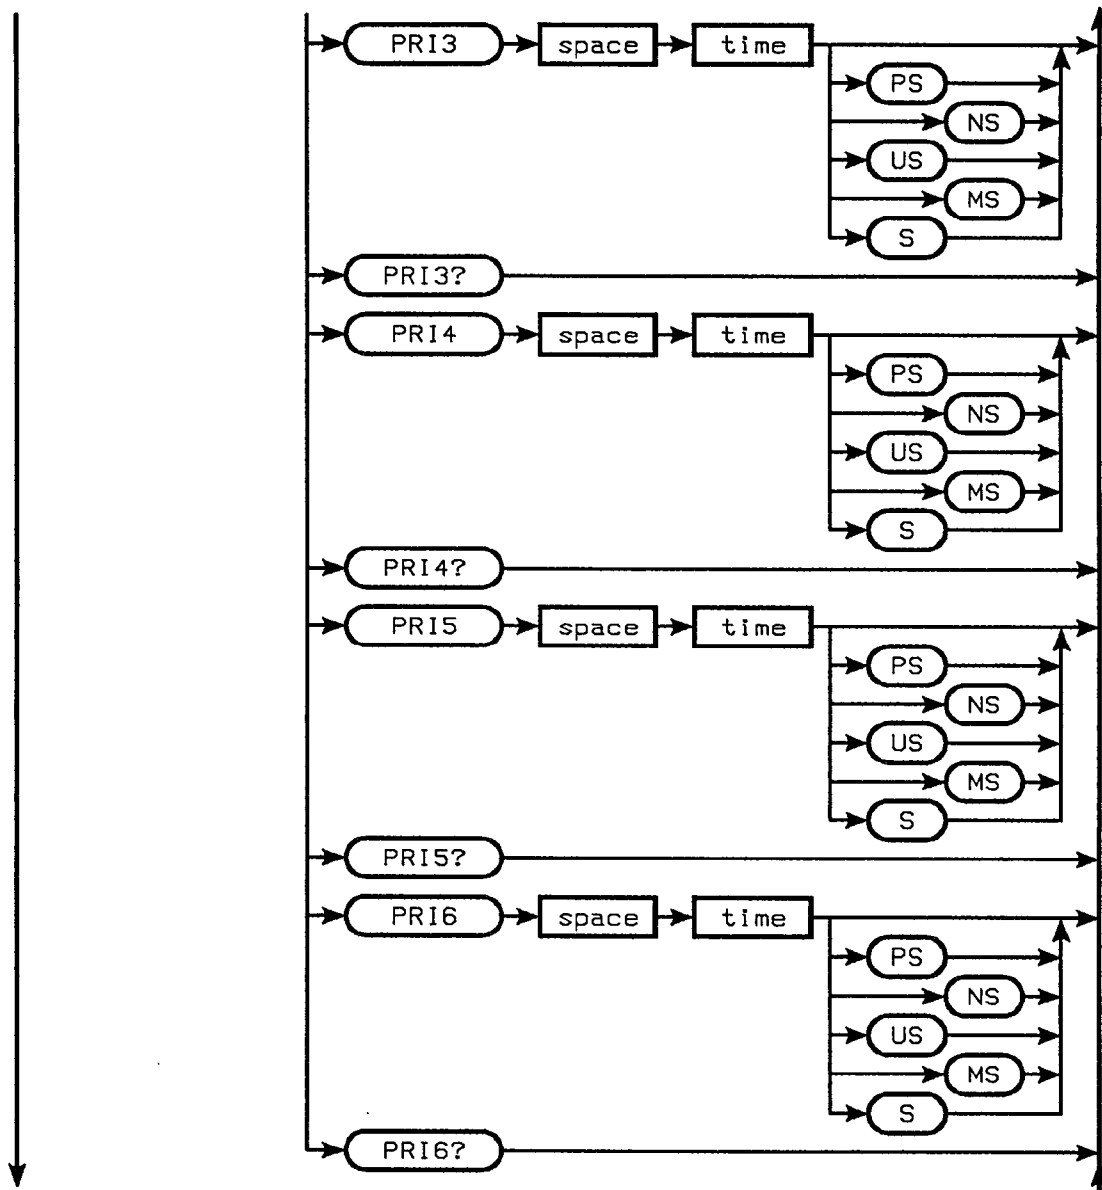 PRI3 space time
PS
NS
US
MS
S
PRI3?
PRI4 space time
PS
NS
US
MS
S
PRI4?
PRI5 space time
PS
NS
US
MS
S
PRI5?
PRI6 space time
PS
NS
US
MS
S
PRI6?